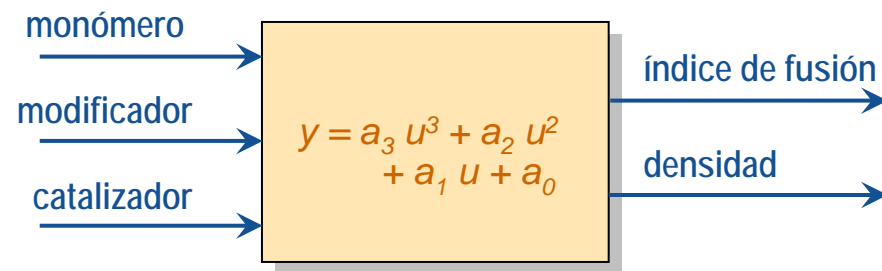 monómero
modificador
catalizador
y = a₃ u³ + a₂ u²
+ a₁ u + a₀
índice de fusión
densidad